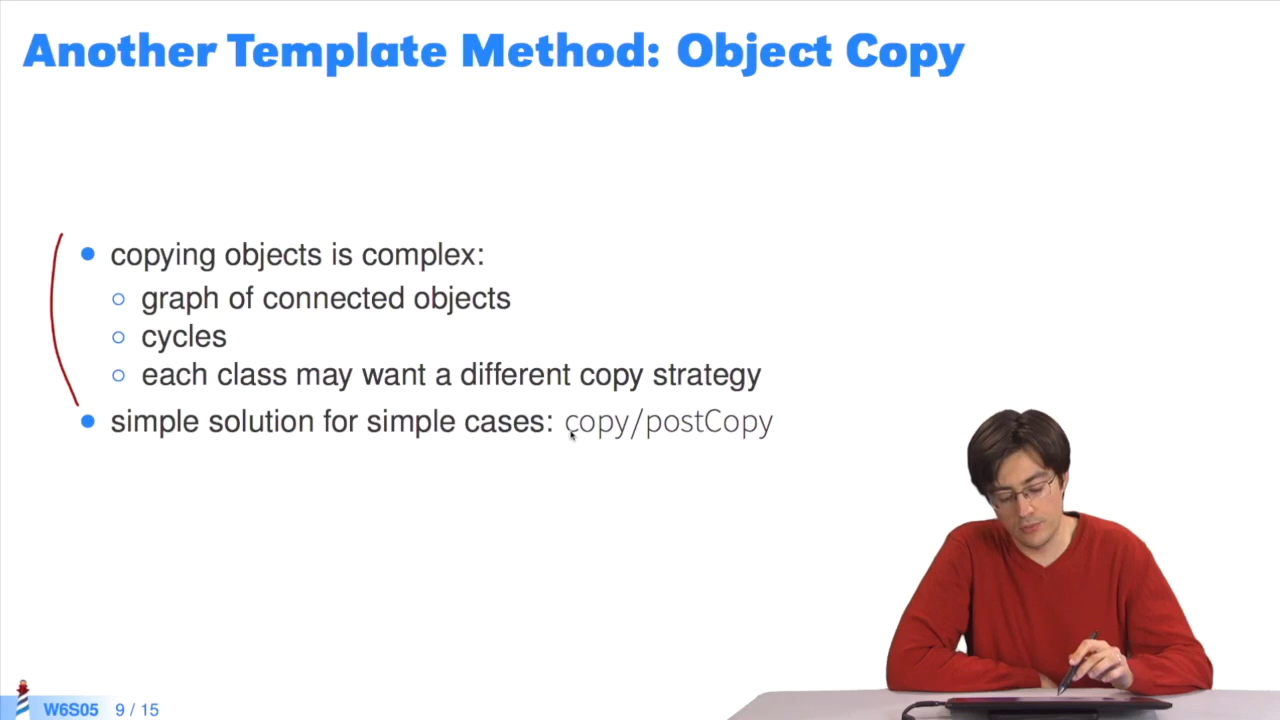 Another Template Method: Object Copy
copying objects is complex:
graph of connected objects
cycles
each class may want a different copy strategy
simple solution for simple cases: copy/postCopy
W6S05 9 / 15